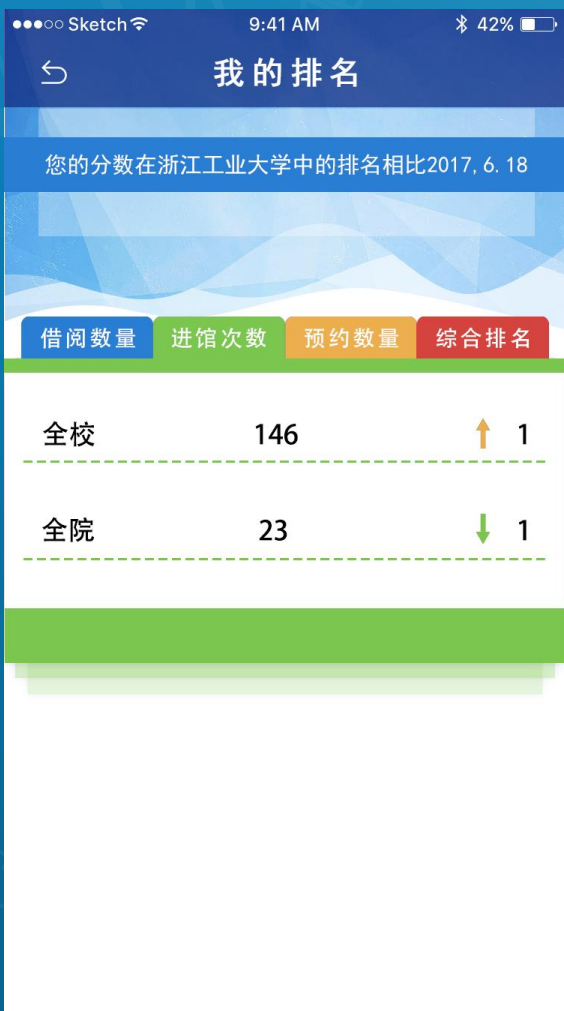 Sketch 9:41 AM 42%
我的排名
您的分数在浙江工业大学中的排名相比2017,6.18
借阅数量 进馆次数 预约数量 综合排名
全校 146 1
全院 23 1